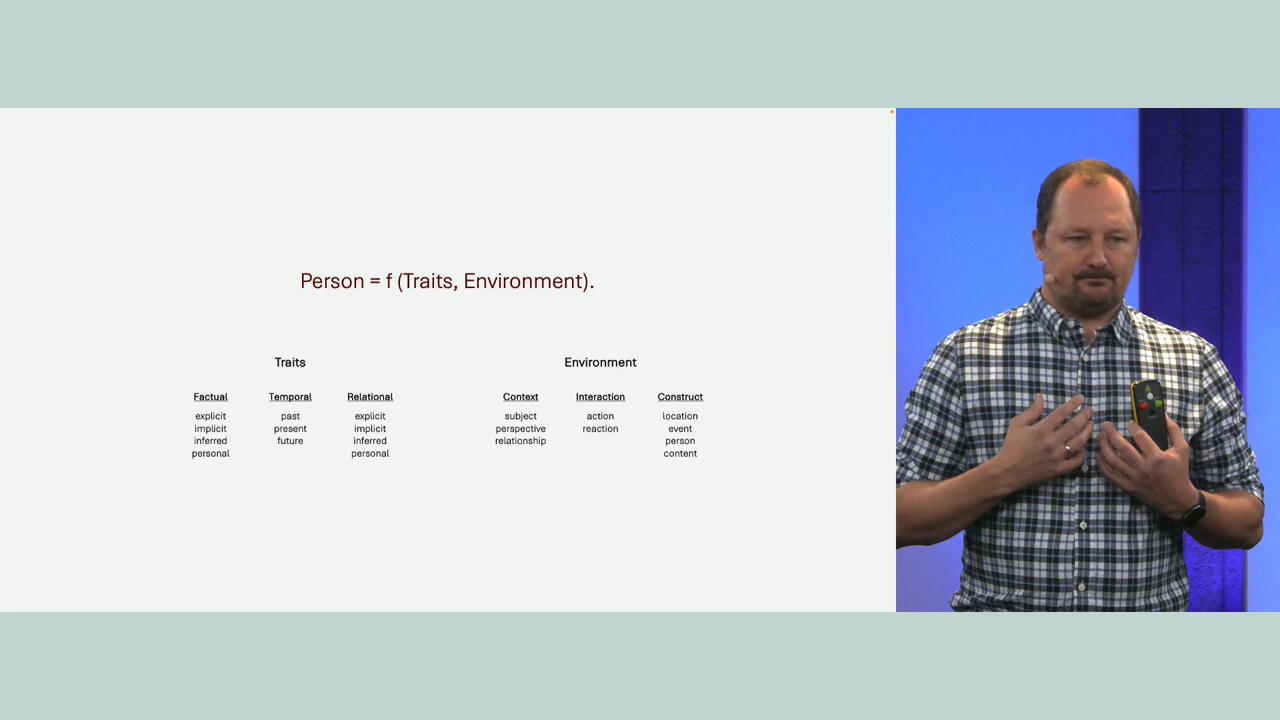 Person = f (Traits, Environment).
Traits
Factual
explicit
implicit
inferred
personal
Temporal
past
present
future
Relational
explicit
implicit
inferred
personal
Environment
Context
subject
perspective
relationship
Interaction
action
reaction
Construct
location
event
person
content